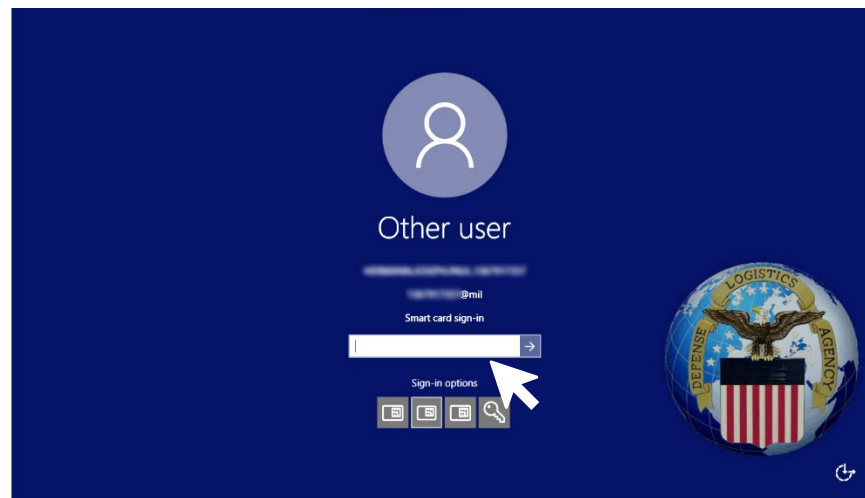 Other user
@mil
Smart card sign-in
Sign-in options
DEFENSE
LOGISTICS
AGENCY